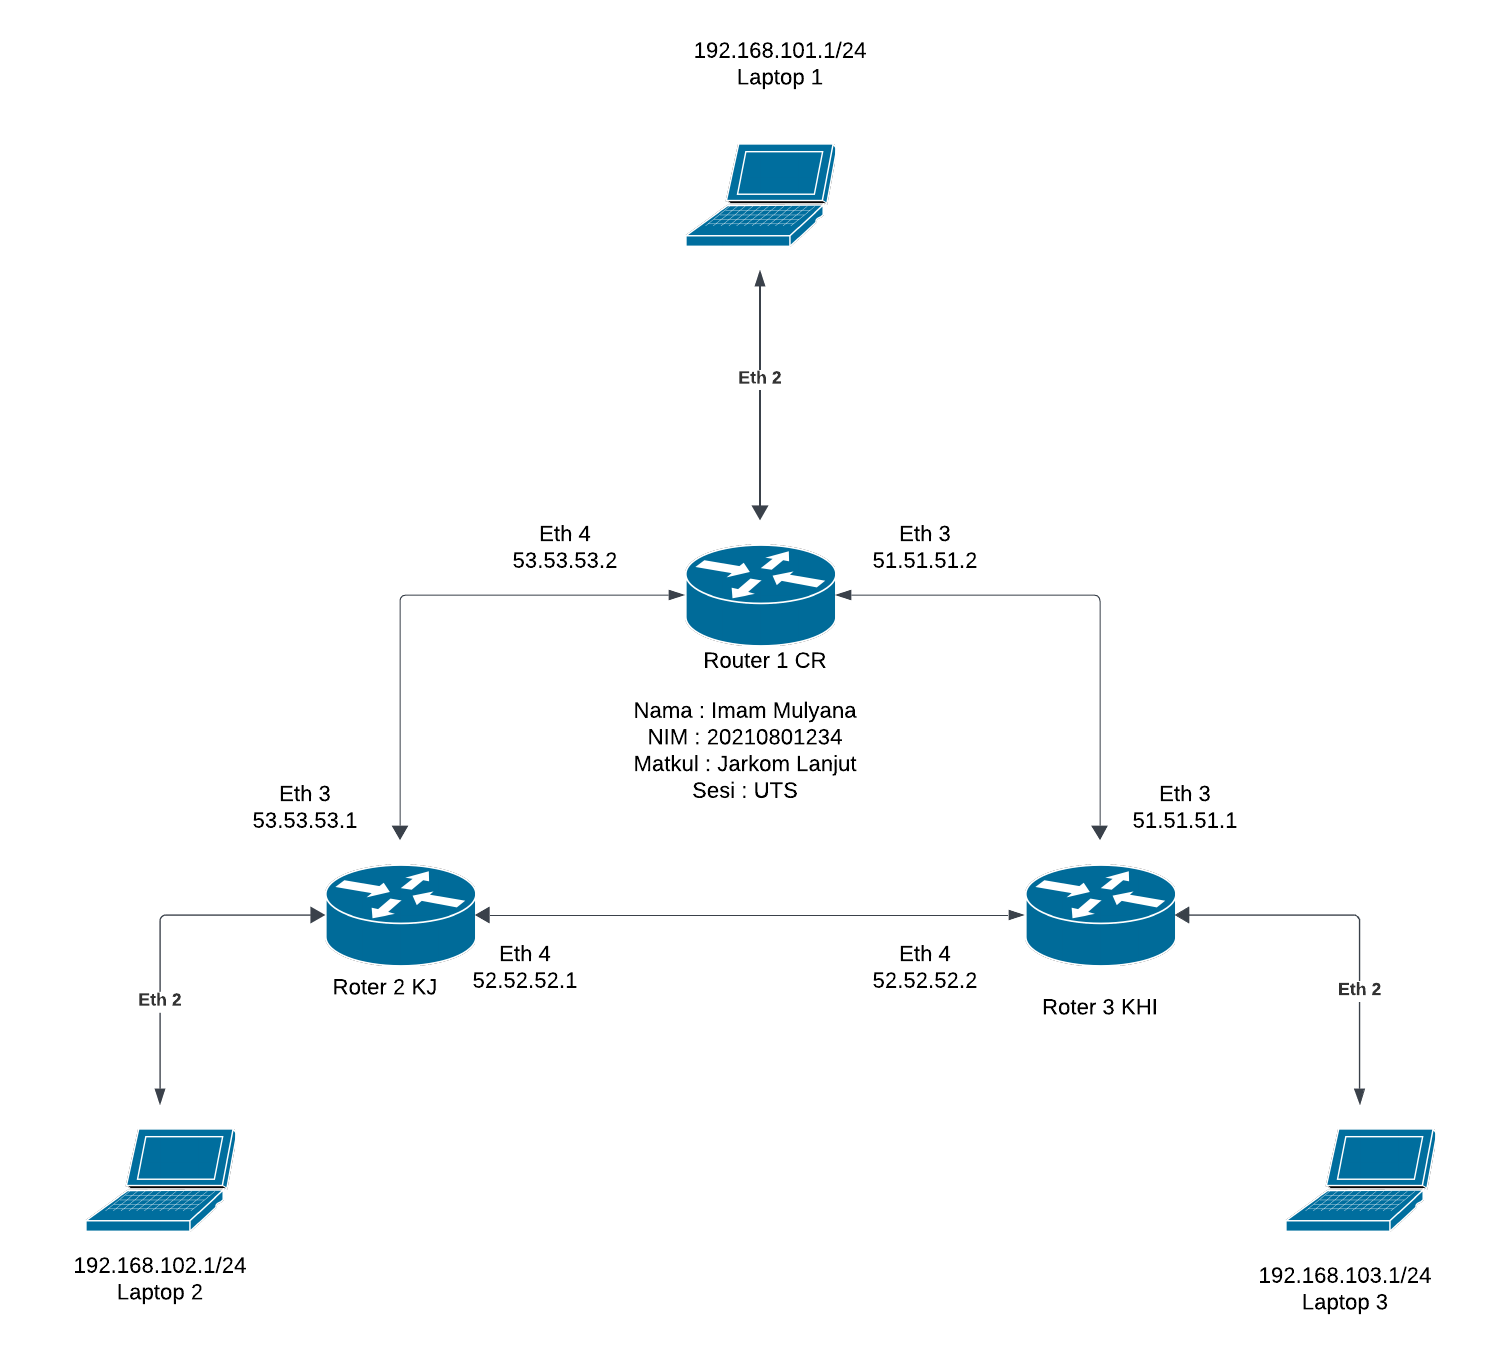 192.168.101.1/24
Laptop 1
Eth 2
Eth 4
53.53.53.2
Eth 3
51.51.51.2
Router 1 CR
Nama : Imam Mulyana
NIM : 20210801234
Matkul : Jarkom Lanjut
Sesi : UTS
Eth 3
53.53.53.1
Eth 3
51.51.51.1
Roter 2 KJ
Eth 4
52.52.52.1
Eth 4
52.52.52.2
Roter 3 KHI
Eth 2
Eth 2
192.168.102.1/24
Laptop 2
192.168.103.1/24
Laptop 3